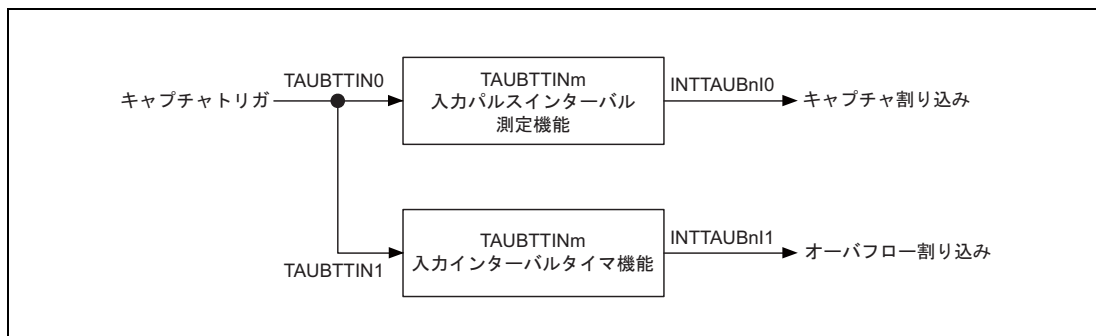 キャプチャトリガ
TAUBTTIN0
TAUBTTINm
入力パルスインターバル
測定機能
INTTAUBnI0
キャプチャ割り込み
TAUBTTIN1
TAUBTTINm
入力インターバルタイマ機能
INTTAUBnI1
オーバフロー割り込み